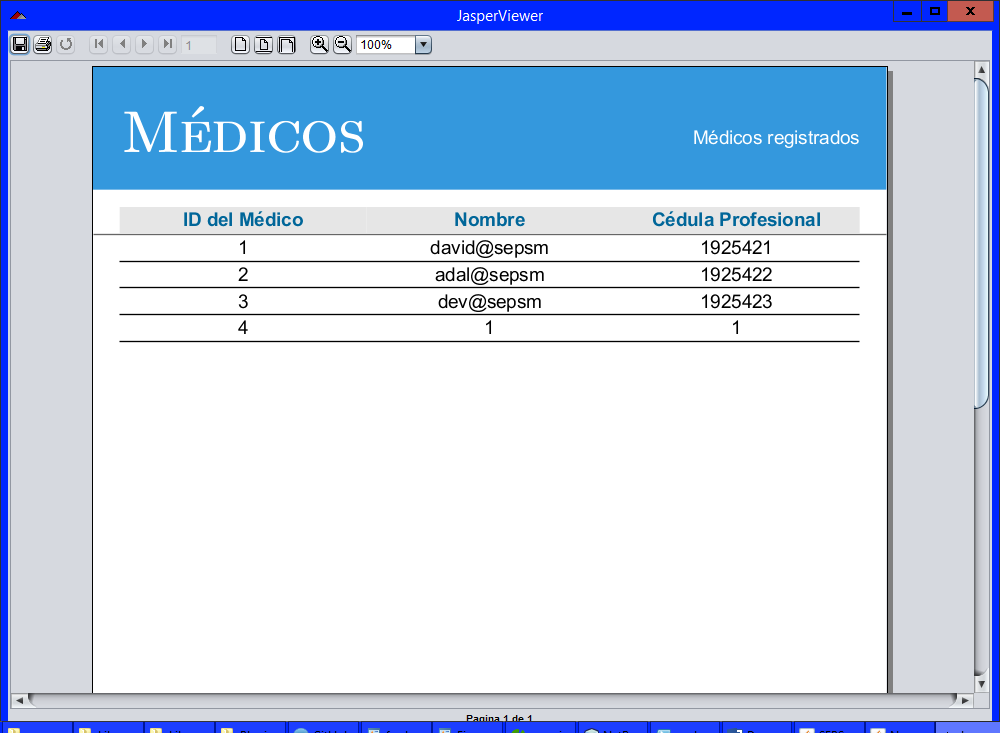 JasperViewer
1
100%
Médicos
Médicos registrados
ID del Médico Nombre Cédula Profesional
1 david@sepsm 1925421
2 adal@sepsm 1925422
3 dev@sepsm 1925423
4 1 1
Pagina 1 de 1